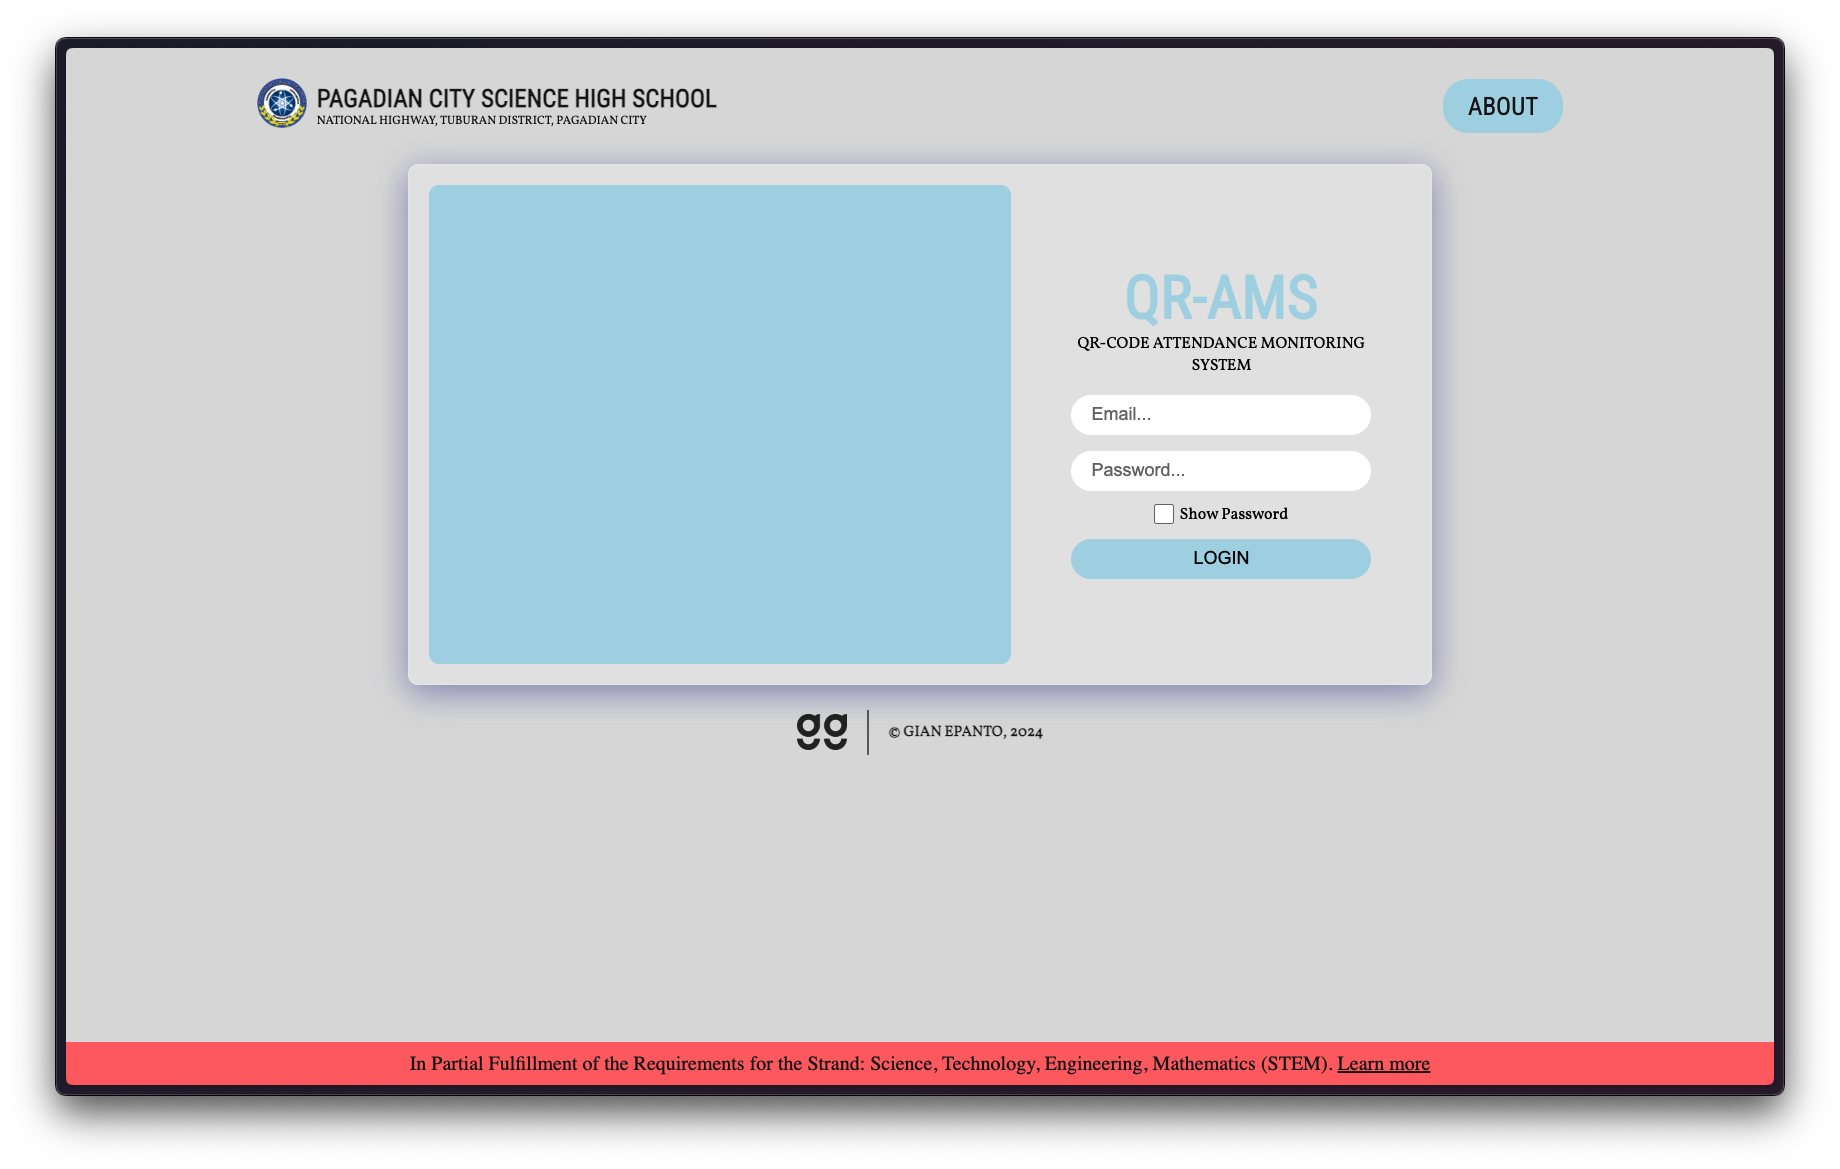 PAGADIAN CITY SCIENCE HIGH SCHOOL
NATIONAL HIGHWAY, TUBURAN DISTRICT, PAGADIAN CITY
ABOUT
QR-AMS
QR-CODE ATTENDANCE MONITORING
SYSTEM
Email...
Password...
Show Password
LOGIN
gg
© GIAN EPANTO, 2024
In Partial Fulfillment of the Requirements for the Strand: Science, Technology, Engineering, Mathematics (STEM). Learn more